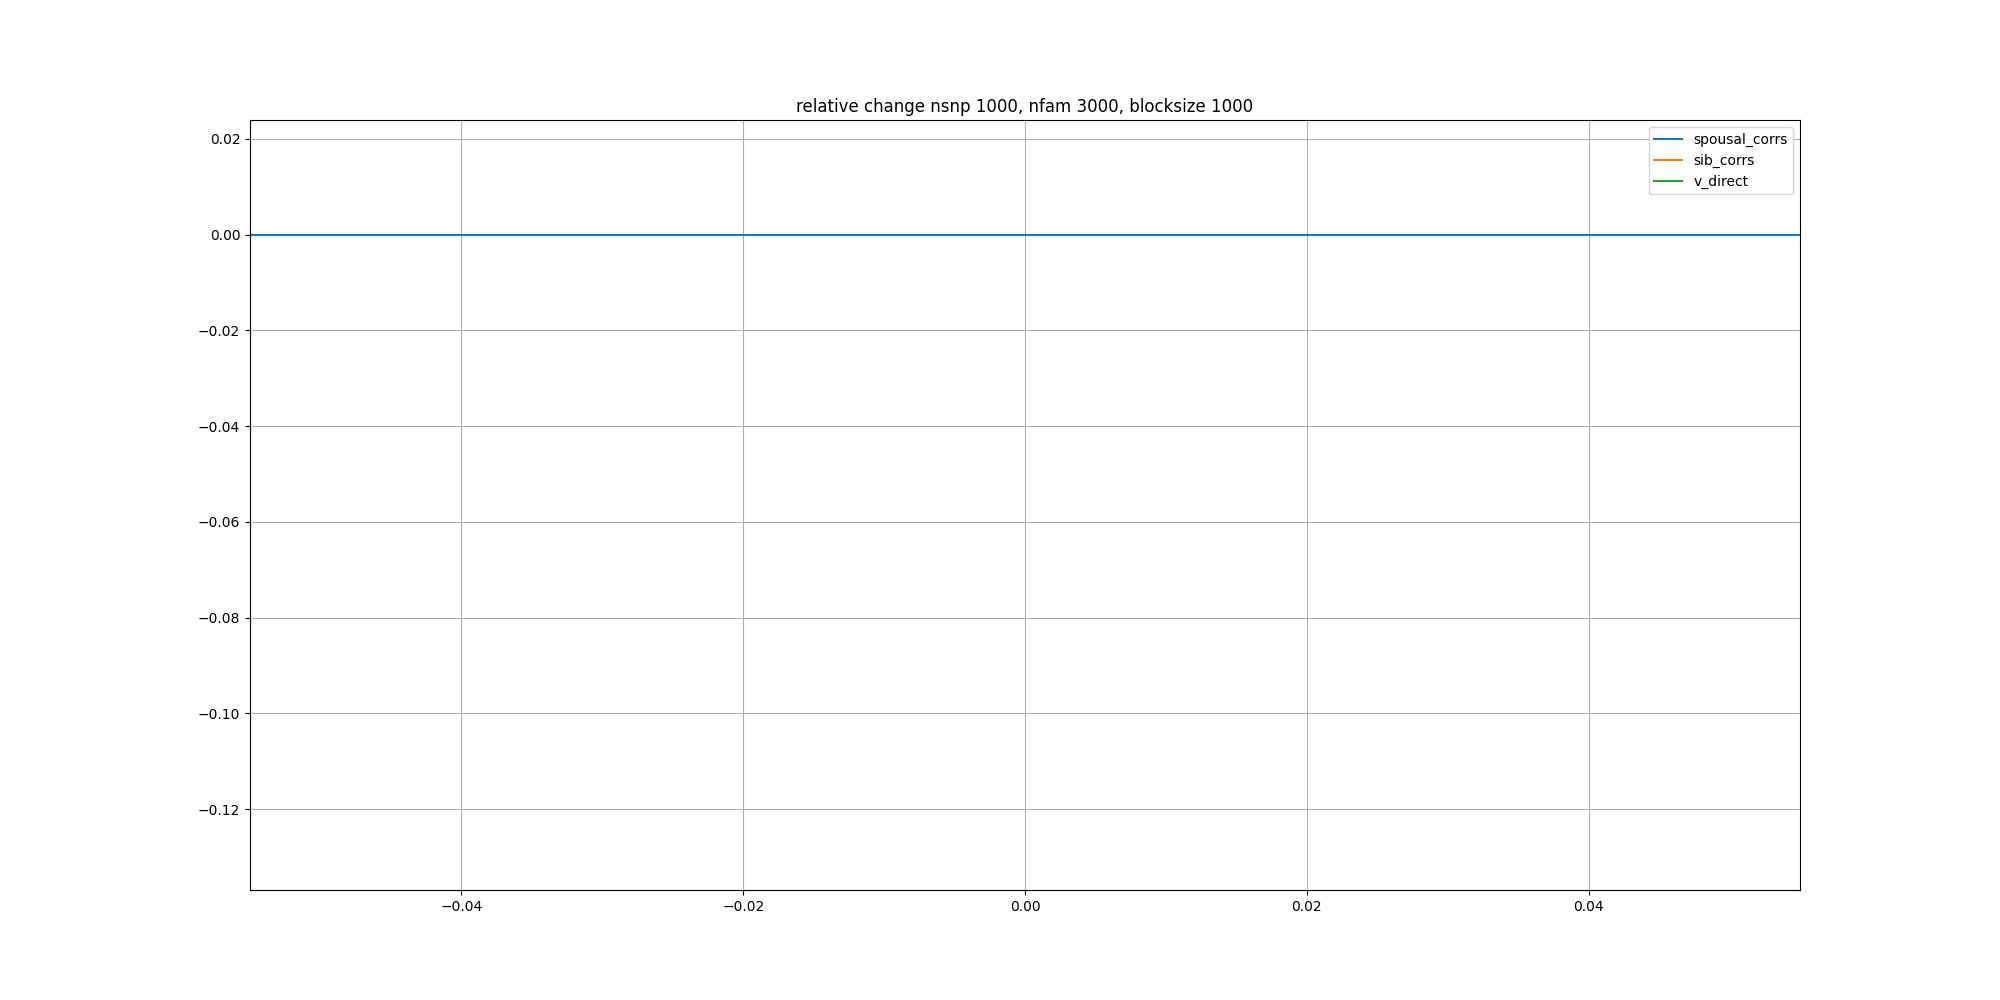 relative change nsnp 1000, nfam 3000, blocksize 1000
spousal_corrs
sib_corrs
v_direct
0.02
0.00
−0.02
−0.04
−0.06
−0.08
−0.10
−0.12
−0.04 −0.02 0.00 0.02 0.04